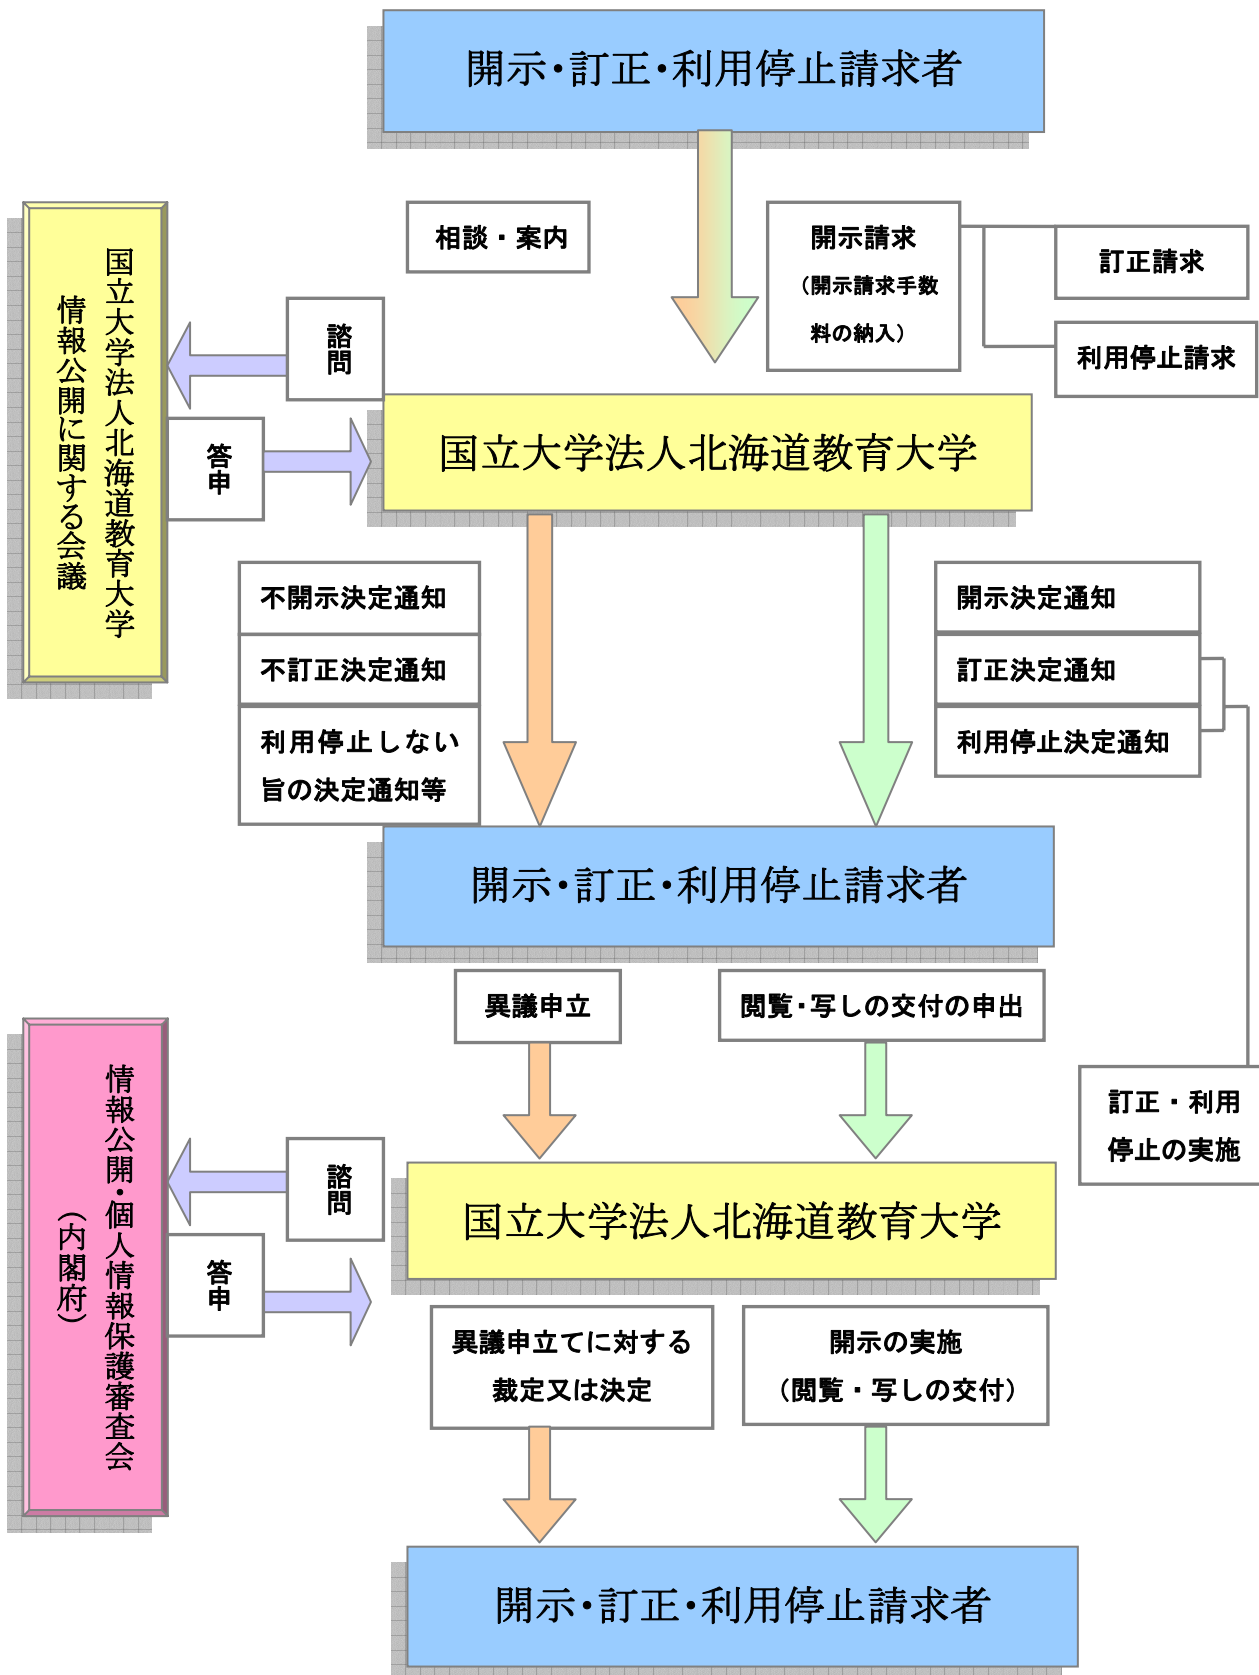 開示・訂正・利用停止請求者
相談・案内
開示請求
（開示請求手数
料の納入）
訂正請求
利用停止請求
国立大学法人北海道教育大学
情報公開に関する会議
諮問
答申
国立大学法人北海道教育大学
不開示決定通知
不訂正決定通知
利用停止しない
旨の決定通知等
開示決定通知
訂正決定通知
利用停止決定通知
開示・訂正・利用停止請求者
異議申立
閲覧・写しの交付の申出
訂正・利用
停止の実施
情報公開・個人情報保護審査会
（内閣府）
諮問
答申
国立大学法人北海道教育大学
異議申立てに対する
裁定又は決定
開示の実施
（閲覧・写しの交付）
開示・訂正・利用停止請求者